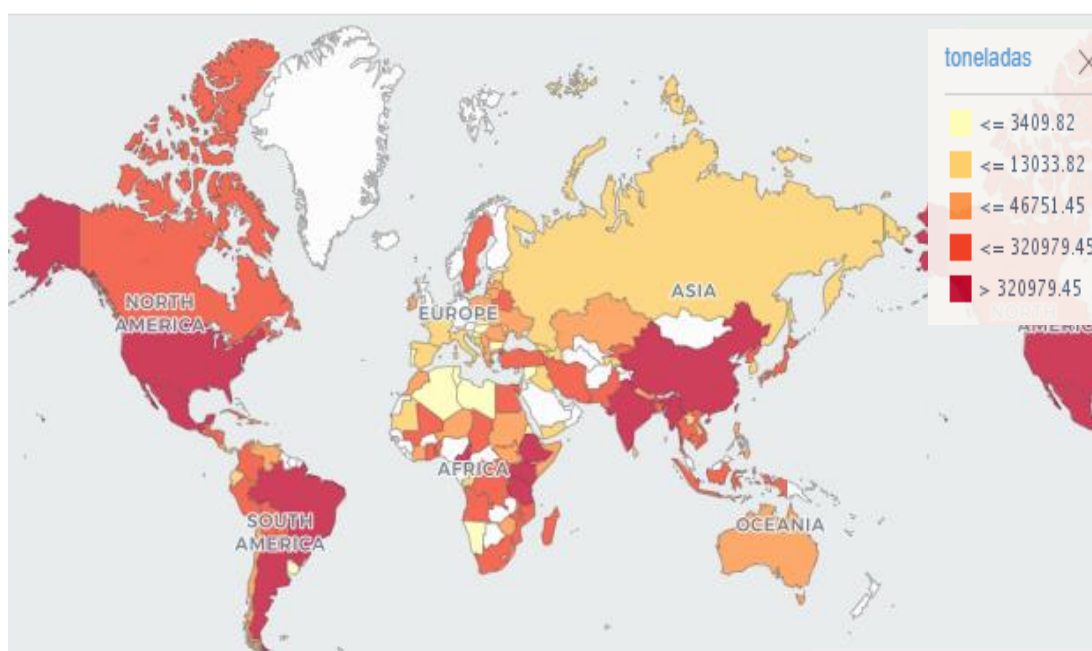 toneladas
<= 3409.82
<= 13033.82
<= 46751.45
<= 320979.45
> 320979.45
ASIA
NORTH
AMERICA
EUROPE
NORTH
AFRICA
SOUTH
AMERICA
OCEANIA